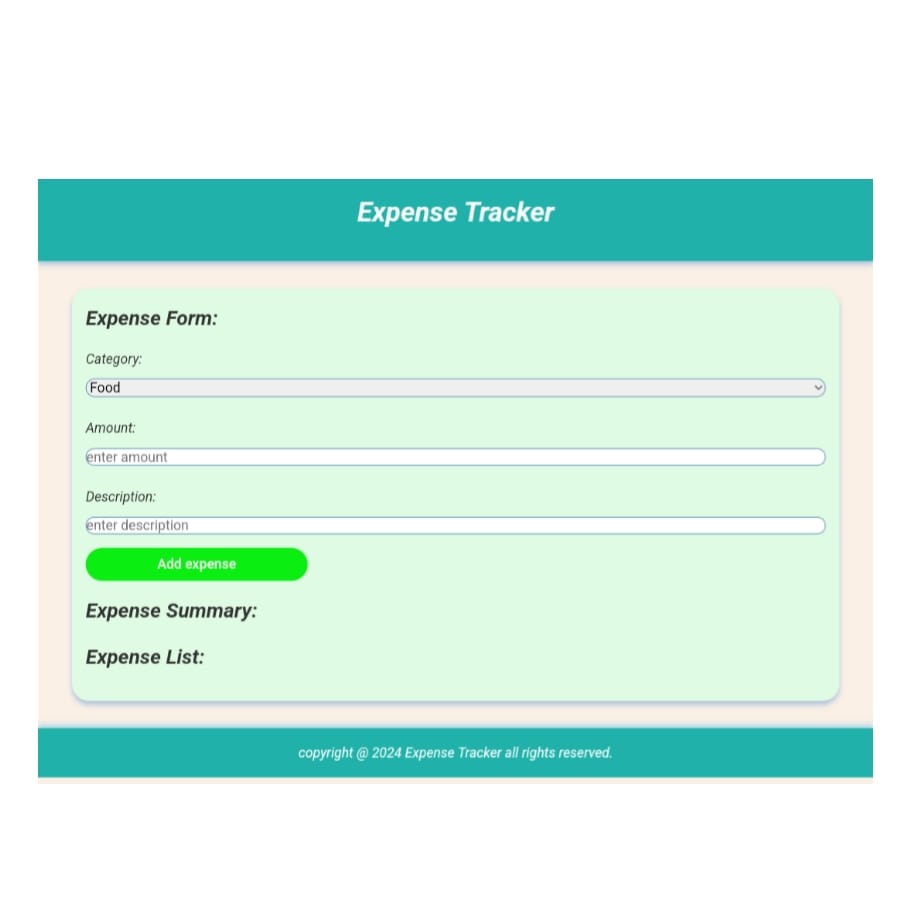 Expense Tracker
Expense Form:
Category:
Food
Amount:
enter amount
Description:
enter description
Add expense
Expense Summary:
Expense List:
copyright @ 2024 Expense Tracker all rights reserved.